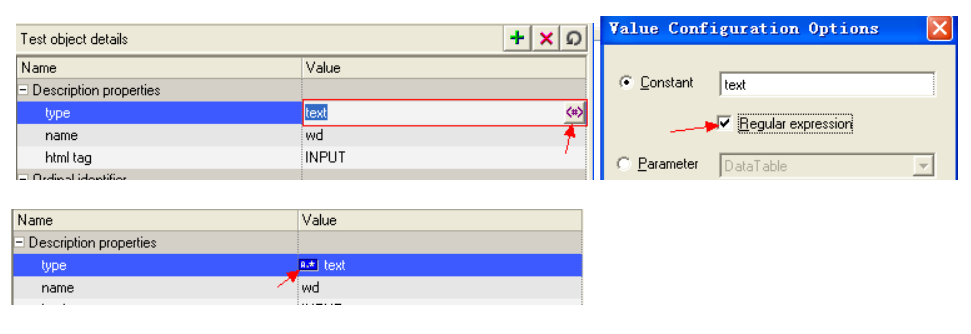 Test object details
Name Value
Description properties
type text
name wd
html tag INPUT
Ordinal identifier
Value Configuration Options
Constant text
Regular expression
Parameter DataTable
Name Value
Description properties
type A.* text
name wd